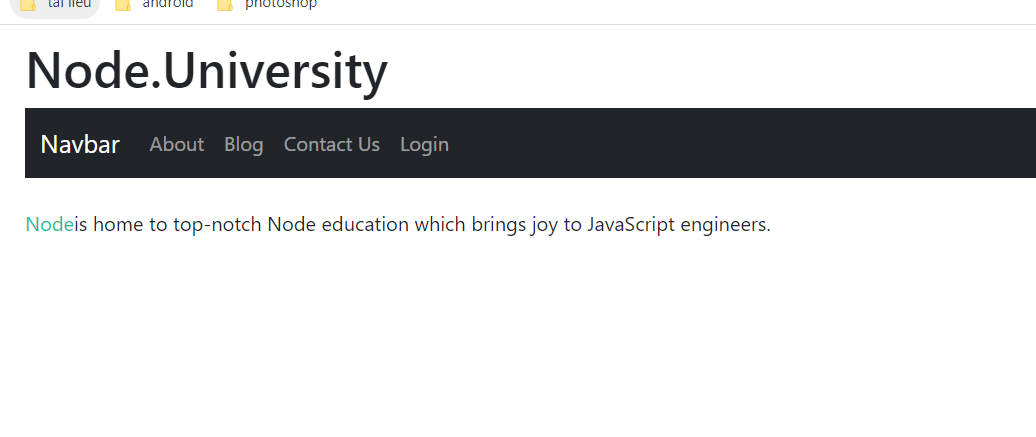 tai lieu android photoshop
Node.University
Navbar About Blog Contact Us Login
Nodeis home to top-notch Node education which brings joy to JavaScript engineers.